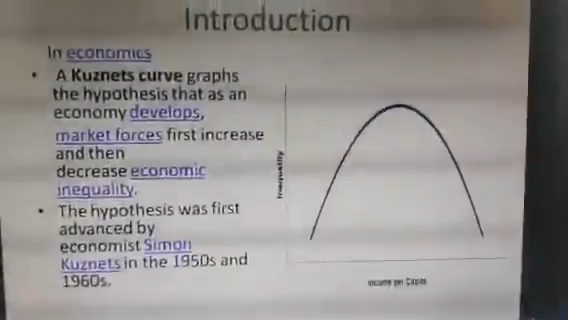 Introduction
In economics
• A Kuznets curve graphs
the hypothesis that as an
economy develops,
market forces first increase
and then
decrease economic
inequality.
• The hypothesis was first
advanced by
economist Simon
Kuznets in the 1950s and
1960s.
Inequality
Income per Capita